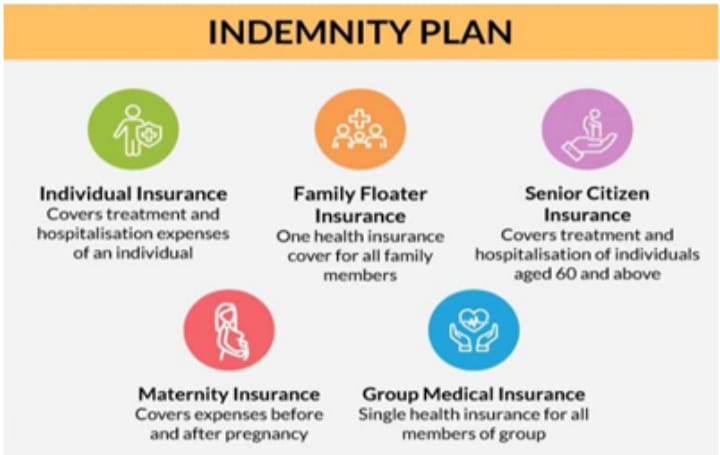 INDEMNITY PLAN
Individual Insurance
Covers treatment and
hospitalisation expenses
of an individual
Family Floater
Insurance
One health insurance
cover for all family
members
Senior Citizen
Insurance
Covers treatment and
hospitalisation of individuals
aged 60 and above
Maternity Insurance
Covers expenses before
and after pregnancy
Group Medical Insurance
Single health insurance for all
members of group